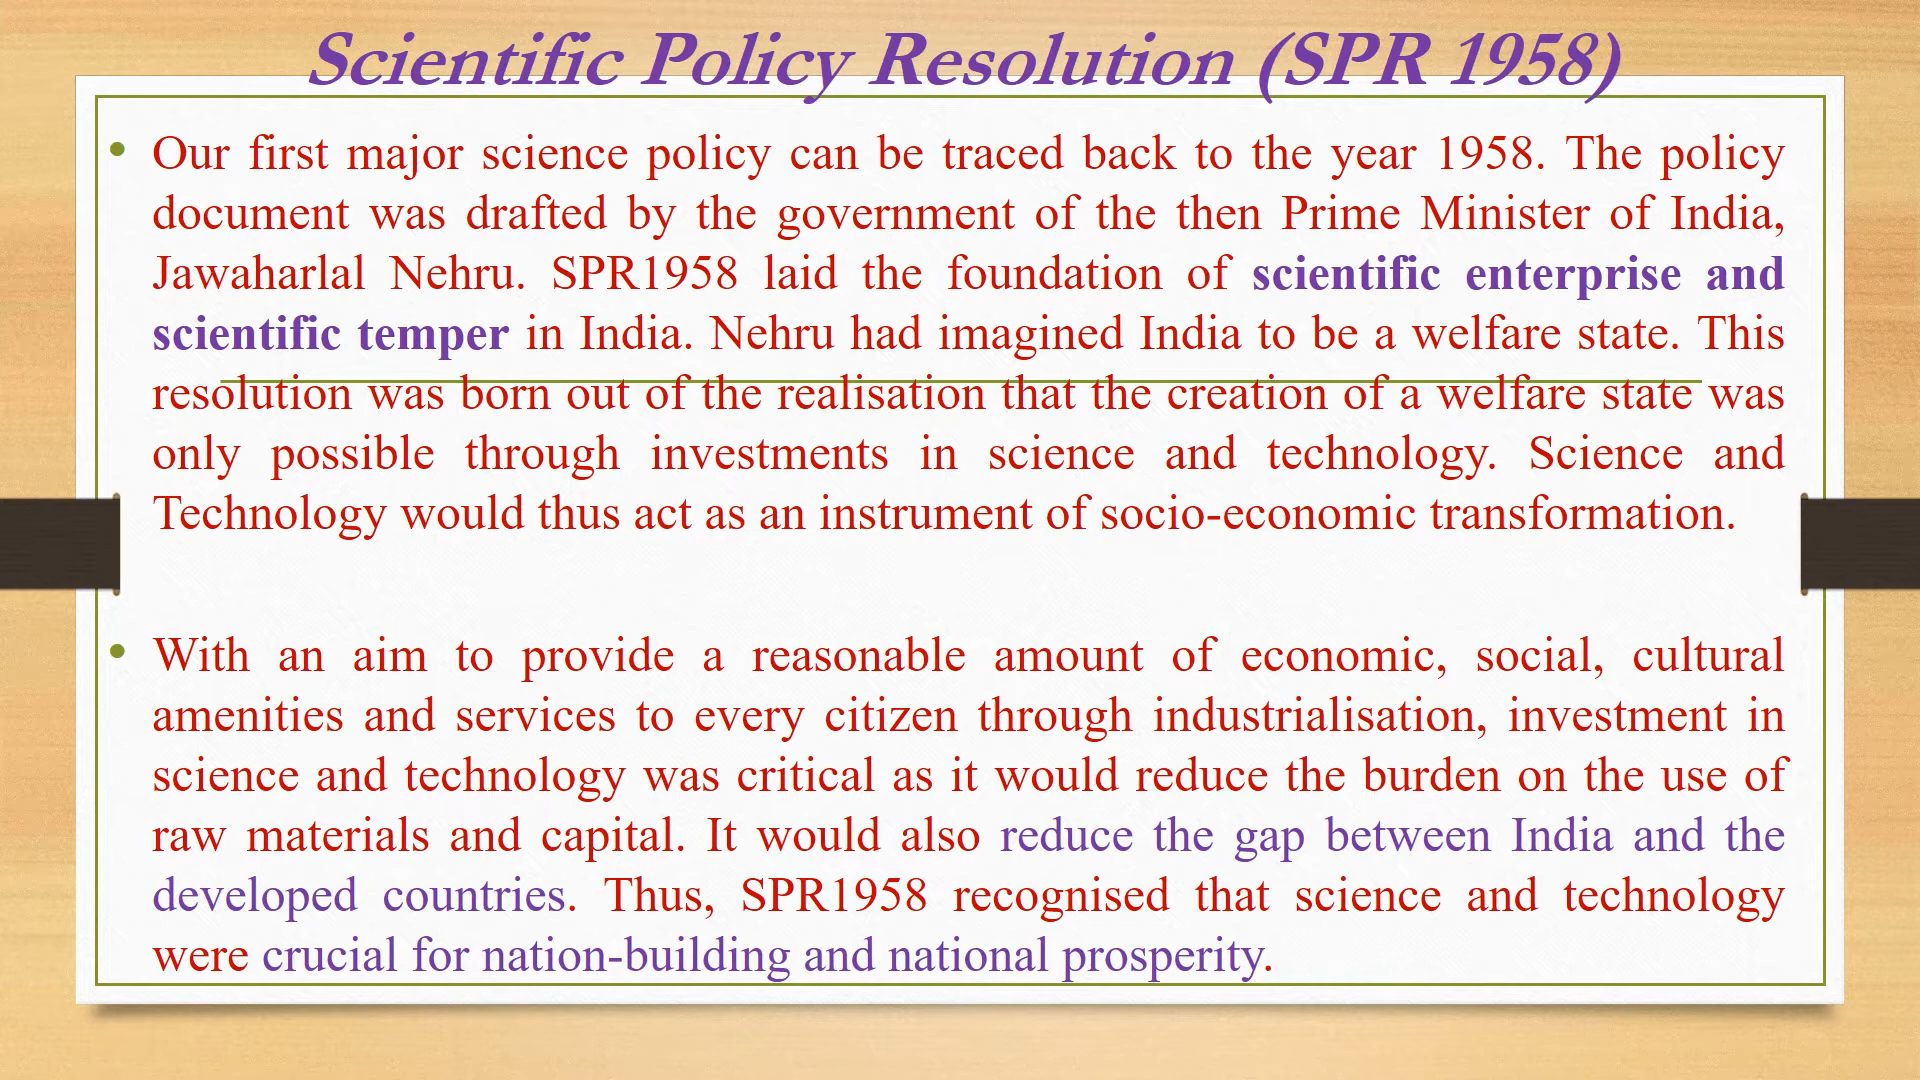 Scientific Policy Resolution (SPR 1958)
• Our first major science policy can be traced back to the year 1958. The policy
document was drafted by the government of the then Prime Minister of India,
Jawaharlal Nehru. SPR1958 laid the foundation of scientific enterprise and
scientific temper in India. Nehru had imagined India to be a welfare state. This
resolution was born out of the realisation that the creation of a welfare state was
only possible through investments in science and technology. Science and
Technology would thus act as an instrument of socio-economic transformation.
• With an aim to provide a reasonable amount of economic, social, cultural
amenities and services to every citizen through industrialisation, investment in
science and technology was critical as it would reduce the burden on the use of
raw materials and capital. It would also reduce the gap between India and the
developed countries. Thus, SPR1958 recognised that science and technology
were crucial for nation-building and national prosperity.